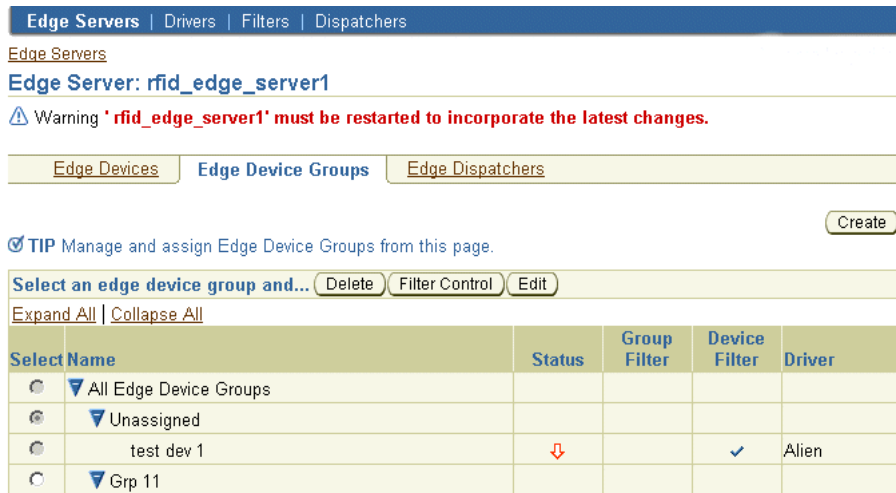 Edge Servers | Drivers | Filters | Dispatchers
Edge Servers
Edge Server: rfid_edge_server1
Warning ' rfid_edge_server1' must be restarted to incorporate the latest changes.
Edge Devices Edge Device Groups Edge Dispatchers
Create
TIP Manage and assign Edge Device Groups from this page.
Select an edge device group and... Delete Filter Control Edit
Expand All | Collapse All
Select Name Status Group Filter Device Filter Driver
All Edge Device Groups
Unassigned
test dev 1 Alien
Grp 11